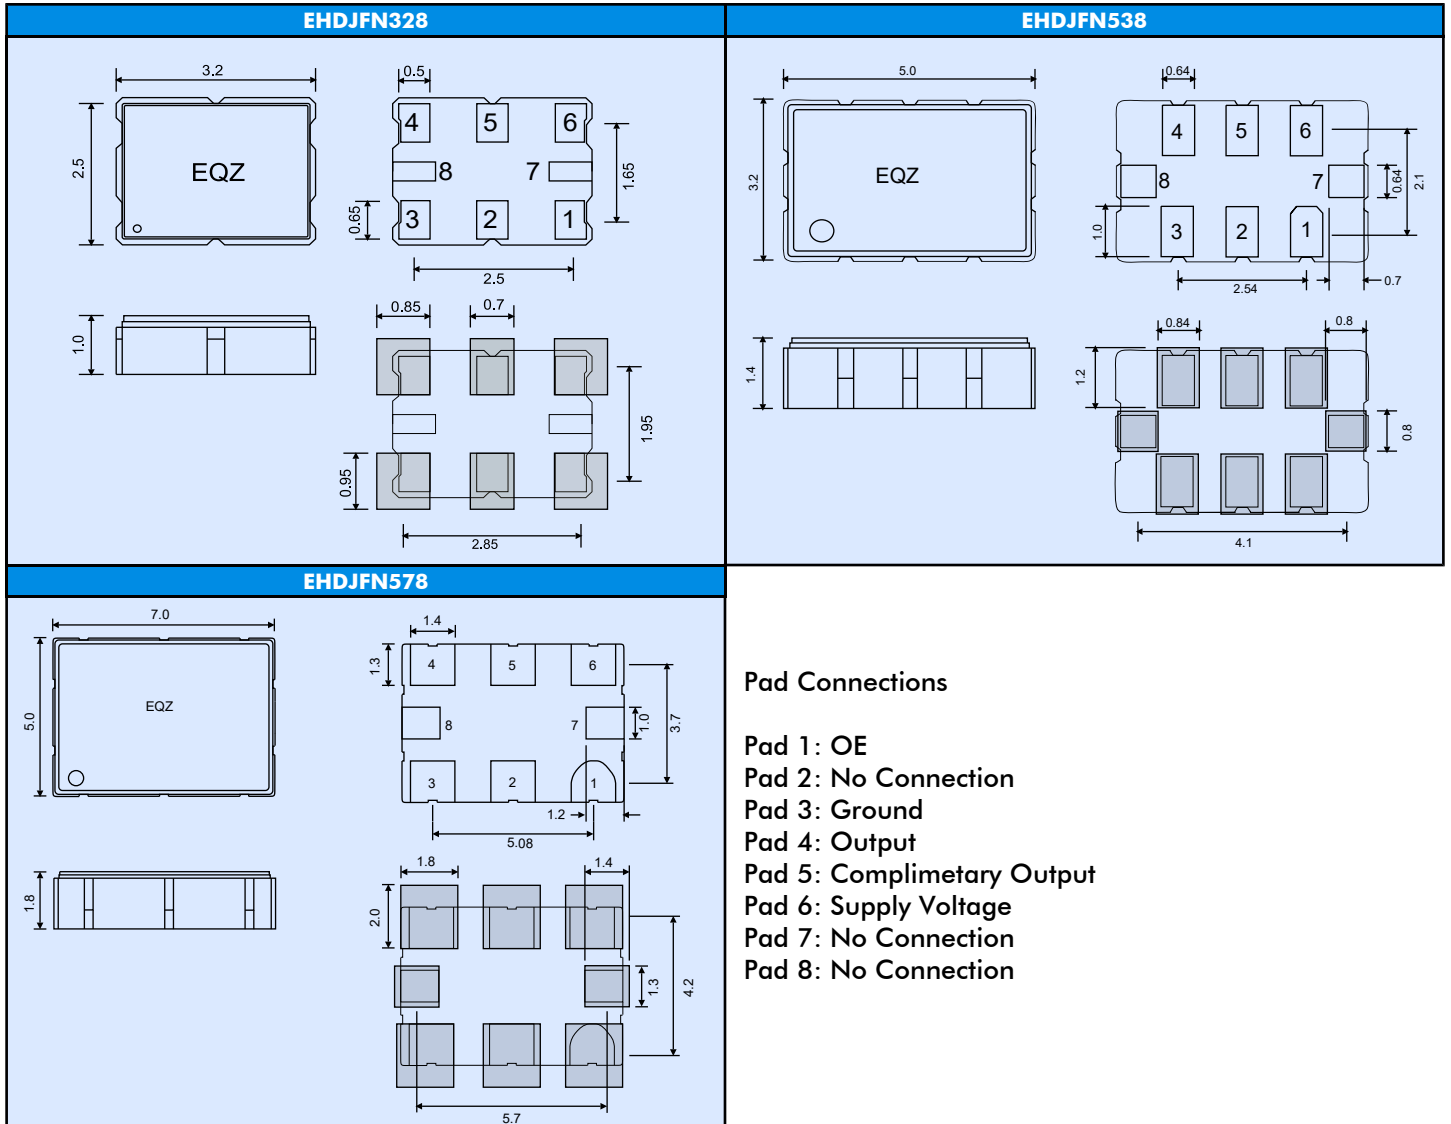 EHDJFN328
3.2
2.5
EQZ
0.5
4 5 6
8 7
3 2 1
1.65
0.65
2.5
1.0
0.85 0.7
1.95
0.95
2.85
EHDJFN538
5.0
3.2
EQZ
0.64
4 5 6
8 7
3 2 1
0.64
2.1
1.0
2.54
0.7
1.4
0.84 0.8
1.2
0.8
4.1
EHDJFN578
7.0
5.0
EQZ
1.4
1.3
4 5 6
8 7
3 2 1
1.0
3.7
1.2
5.08
1.8
1.8 1.4
2.0
1.3
4.2
5.7
Pad Connections
Pad 1: OE
Pad 2: No Connection
Pad 3: Ground
Pad 4: Output
Pad 5: Complimetary Output
Pad 6: Supply Voltage
Pad 7: No Connection
Pad 8: No Connection